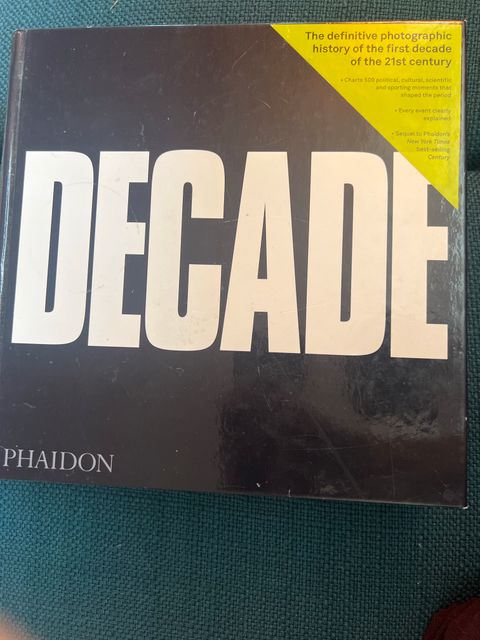 The definitive photographic
history of the first decade
of the 21st century
• Charts 500 political, cultural, scientific
and sporting moments that
shaped the period
• Every event clearly
explained
• Sequel to Phaidon's
New York Times
best-selling
Century
DECADE
PHAIDON